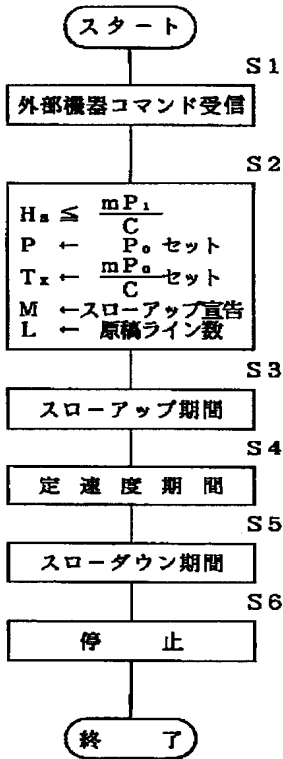 スタート
S1
外部機器コマンド受信
S2
Hs ≦ mP₁/C
P ← P₀セット
Tx ← mP₀/C セット
M ←スローアップ宣告
L ← 原稿ライン数
S3
スローアップ期間
S4
定速度期間
S5
スローダウン期間
S6
停止
終了